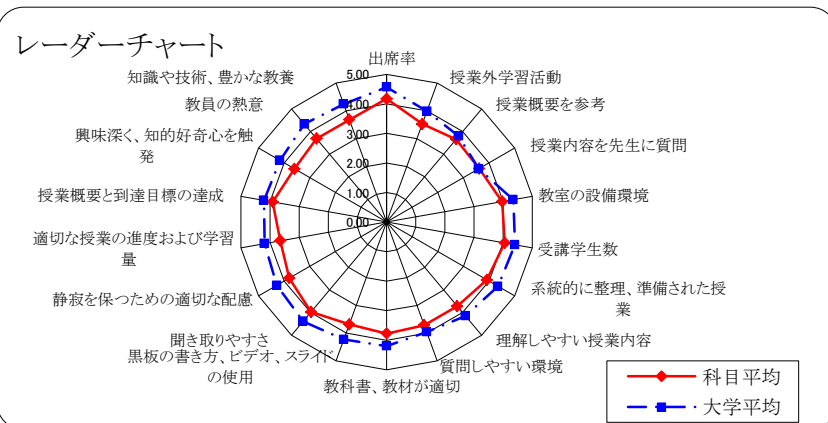 レーダーチャート
出席率
授業外学習活動
授業概要を参考
授業内容を先生に質問
教室の設備環境
受講学生数
系統的に整理、準備された授
業
理解しやすい授業内容
質問しやすい環境
教科書、教材が適切
黒板の書き方、ビデオ、スライド
の使用
聞き取りやすさ
静寂を保つための適切な配慮
適切な授業の進度および学習
量
授業概要と到達目標の達成
興味深く、知的好奇心を触
発
教員の熱意
知識や技術、豊かな教養
5.00
4.00
3.00
2.00
1.00
0.00
科目平均
大学平均